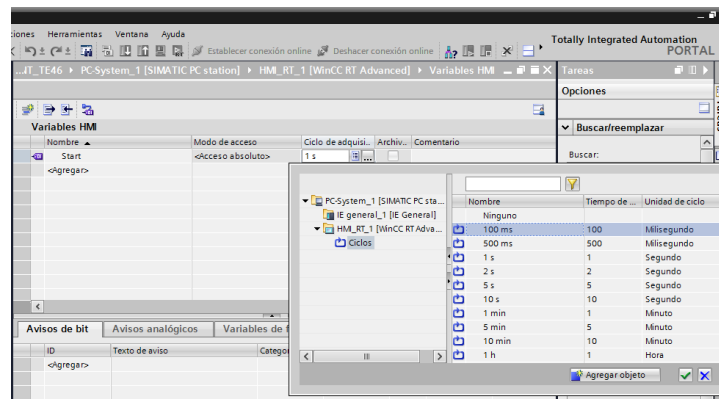 iones Herramientas Ventana Ayuda
Establecer conexión online Deshacer conexión online
Totally Integrated Automation
PORTAL
...IT_TE46 PC-System_1 [SIMATIC PC station] HMI_RT_1 [WinCC RT Advanced] Variables HMI
Tareas
Opciones
Variables HMI
Buscar/reemplazar
Nombre Modo de acceso Ciclo de adquisi.. Archiv.. Comentario
Start <Acceso absoluto> 1 s ...
Buscar:
<Agregar>
PC-System_1 [SIMATIC PC sta...
IE general_1 [IE General]
HMI_RT_1 [WinCC RT Adva...
Ciclos
Nombre Tiempo de ... Unidad de ciclo
Ninguno
100 ms 100 Milisegundo
500 ms 500 Milisegundo
1 s 1 Segundo
2 s 2 Segundo
5 s 5 Segundo
10 s 10 Segundo
1 min 1 Minuto
5 min 5 Minuto
10 min 10 Minuto
1 h 1 Hora
Agregar objeto
Avisos de bit Avisos analógicos Variables de f
ID Texto de aviso Categor
<Agregar>